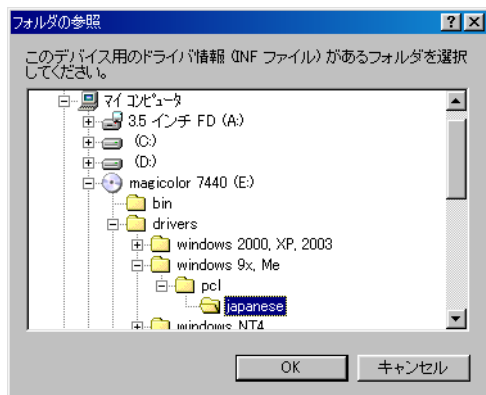 フォルダの参照
このデバイス用のドライバ情報 (INF ファイル) があるフォルダを選択
してください。
マイ コンピュータ
3.5 インチ FD (A:)
(C:)
(D:)
magicolor 7440 (E:)
bin
drivers
windows 2000, XP, 2003
windows 9x, Me
pcl
japanese
windows NT4
OK
キャンセル